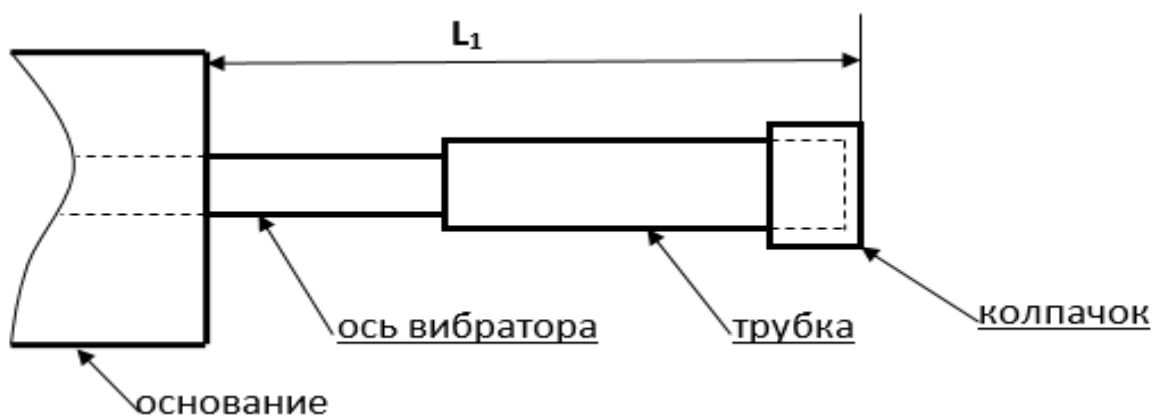 L₁
ось вибратора
трубка
колпачок
основание